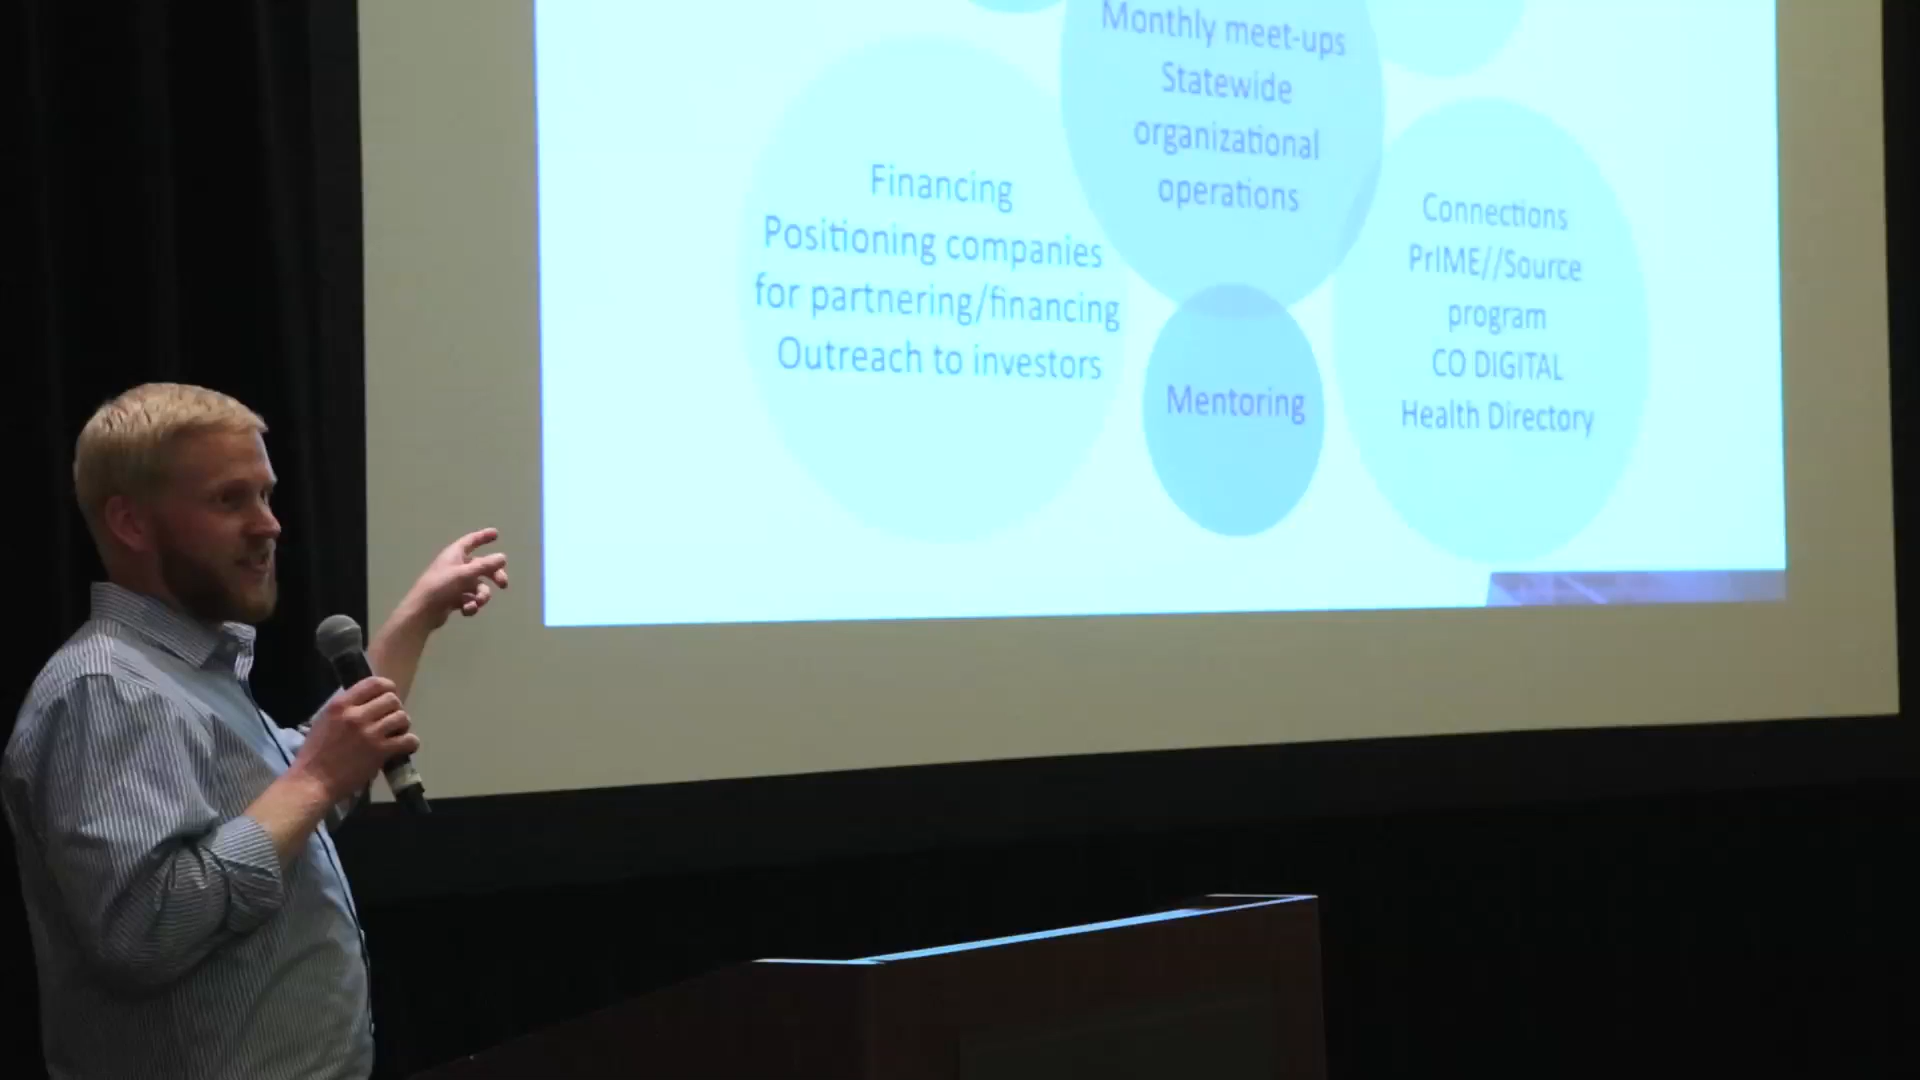 Monthly meet-ups
Statewide
organizational
operations
Financing
Positioning companies
for partnering/financing
Outreach to investors
Connections
PrIME//Source
program
CO DIGITAL
Health Directory
Mentoring